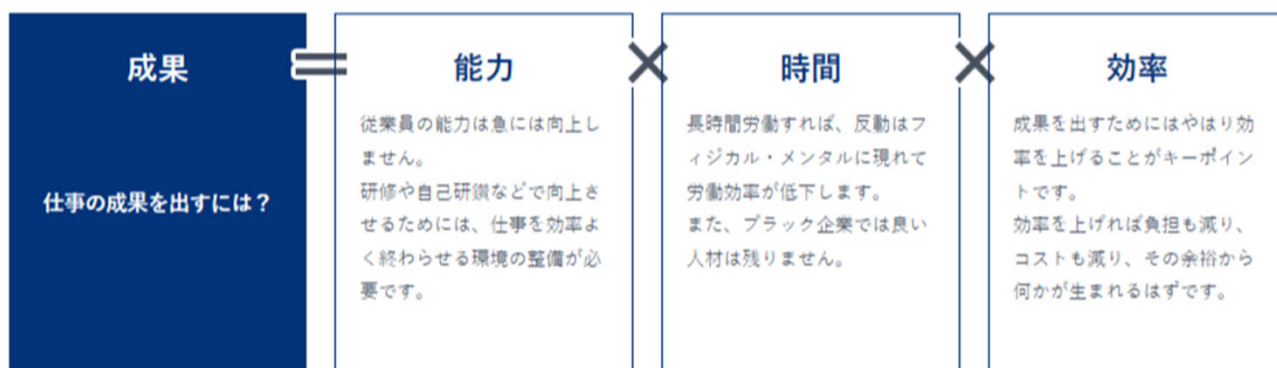 成果
=
能力
×
時間
×
効率
仕事の成果を出すには？
従業員の能力は急には向上し
ません。
研修や自己研鑽などで向上さ
せるためには、仕事を効率よ
く終わらせる環境の整備が必
要です。
長時間労働すれば、反動はフ
ィジカル・メンタルに現れて
労働効率が低下します。
また、ブラック企業では良い
人材は残りません。
成果を出すためにはやはり効
率を上げることがキーポイン
トです。
効率を上げれば負担も減り、
コストも減り、その余裕から
何かが生まれるはずです。